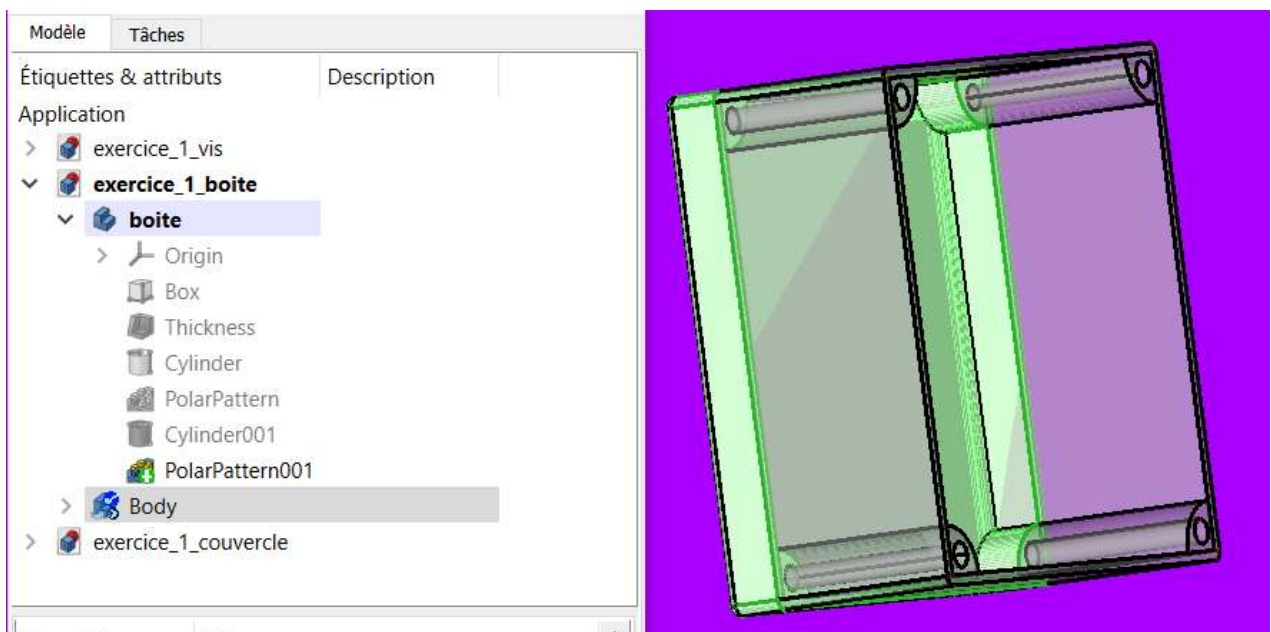 Modèle Tâches
Étiquettes & attributs Description
Application
exercice_1_vis
exercice_1_boite
boite
Origin
Box
Thickness
Cylinder
PolarPattern
Cylinder001
PolarPattern001
Body
exercice_1_couvercle